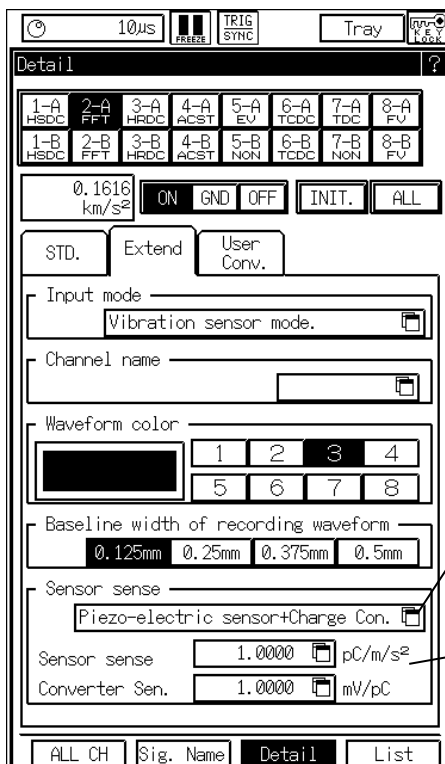 10µs FREEZE TRIG SYNC Tray KEY LOCK
Detail ?
1-A 2-A 3-A 4-A 5-A 6-A 7-A 8-A
HSDC FFT HRDC ACST EV TCDC TDC FV
1-B 2-B 3-B 4-B 5-B 6-B 7-B 8-B
HSDC FFT HRDC ACST NON TCDC NON FV
0.1616 km/s² ON GND OFF INIT. ALL
STD. Extend User Conv.
Input mode
Vibration sensor mode.
Channel name
Waveform color
1 2 3 4
5 6 7 8
Baseline width of recording waveform
0.125mm 0.25mm 0.375mm 0.5mm
Sensor sense
Piezo-electric sensor+Charge Con.
Sensor sense 1.0000 pC/m/s²
Converter Sen. 1.0000 mV/pC
ALL CH Sig. Name Detail List